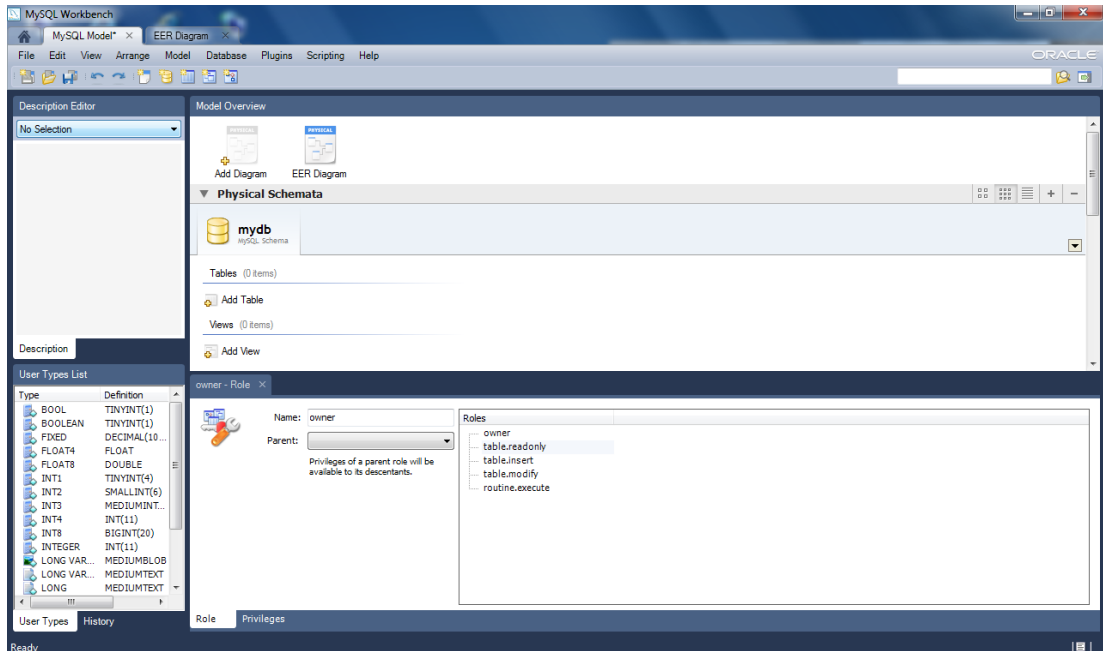 MySQL Workbench
MySQL Model* EER Diagram
File Edit View Arrange Model Database Plugins Scripting Help
ORACLE
Description Editor
No Selection
Description
Model Overview
PHYSICAL PHYSICAL
Add Diagram EER Diagram
Physical Schemata
mydb
MySQL Schema
Tables (0 items)
Add Table
Views (0 items)
Add View
User Types List
Type Definition
BOOL TINYINT(1)
BOOLEAN TINYINT(1)
FIXED DECIMAL(10...
FLOAT4 FLOAT
FLOAT8 DOUBLE
INT1 TINYINT(4)
INT2 SMALLINT(6)
INT3 MEDIUMINT...
INT4 INT(11)
INT8 BIGINT(20)
INTEGER INT(11)
LONG VAR... MEDIUMBLOB
LONG VAR... MEDIUMTEXT
LONG MEDIUMTEXT
User Types History
owner - Role
Name: owner
Parent:
Privileges of a parent role will be
available to its descentants.
Roles
owner
table.readonly
table.insert
table.modify
routine.execute
Role Privileges
Ready